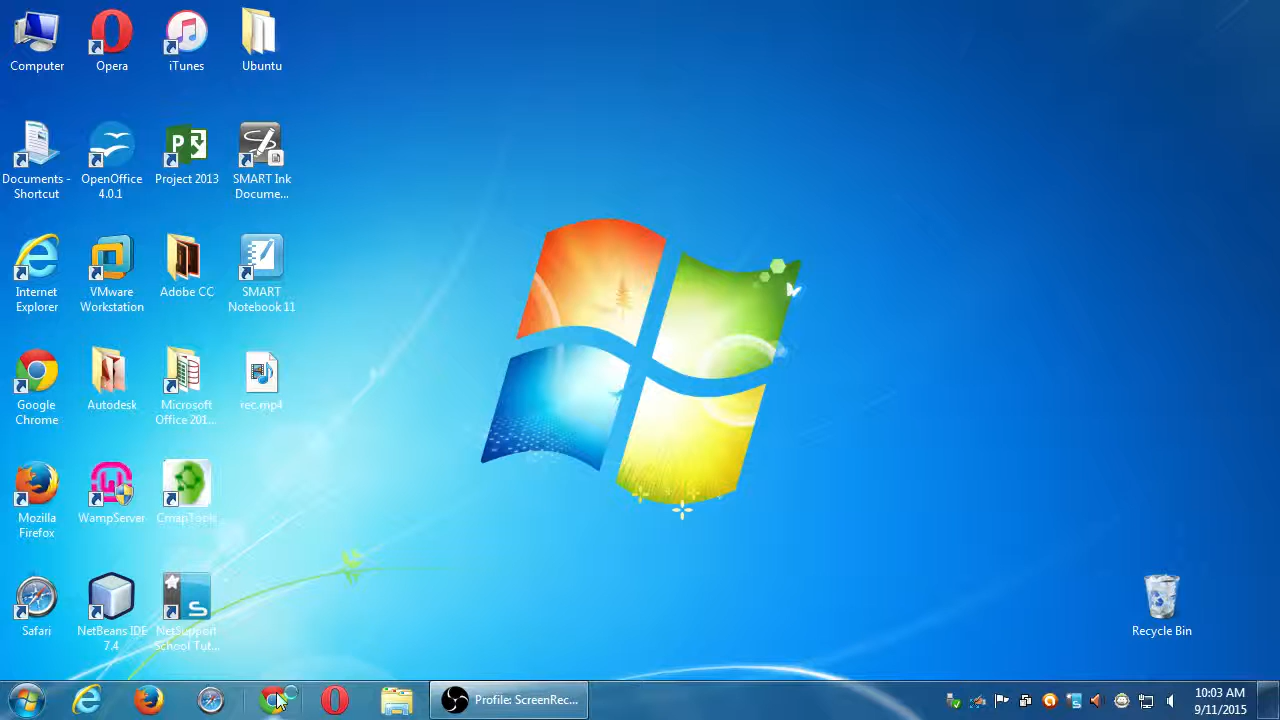 Computer
Opera
iTunes
Ubuntu
Documents -
Shortcut
OpenOffice
4.0.1
Project 2013
SMART Ink
Docume...
Internet
Explorer
VMware
Workstation
Adobe CC
SMART
Notebook 11
Google
Chrome
Autodesk
Microsoft
Office 201...
rec.mp4
Mozilla
Firefox
WampServer
CmapTools
Safari
NetBeans IDE
7.4
NetSupport
School Tut...
Recycle Bin
Profile: ScreenRec...
10:03 AM
9/11/2015